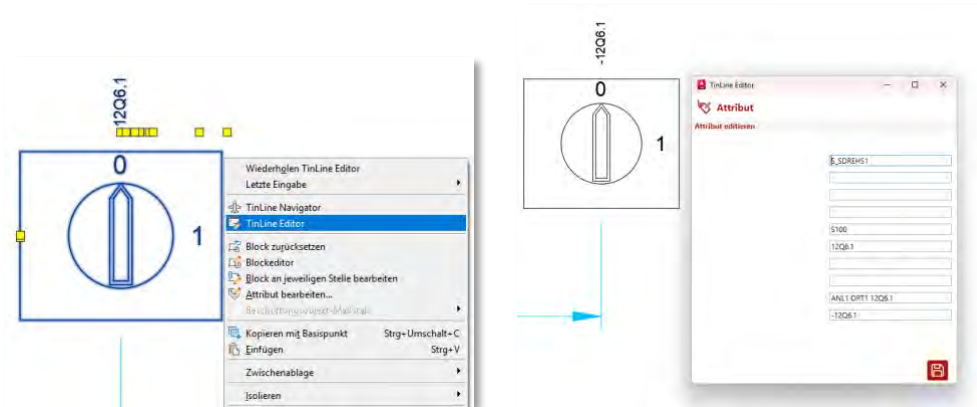 12Q6.1
0
1
Wiederholen TinLine Editor
Letzte Eingabe
TinLine Navigator
TinLine Editor
Block zurücksetzen
Blockeditor
Block an jeweiligen Stelle bearbeiten
Attribut bearbeiten...
Kopieren mit Basispunkt Strg+Umschalt+C
Einfügen Strg+V
Zwischenablage
Isolieren
-12Q6.1
0
1
TinLine Editor
Attribut
Attribut editieren
S_SDREHS1
S100
12Q6.1
ANL1 OPT1 12Q6.1
-12Q6.1